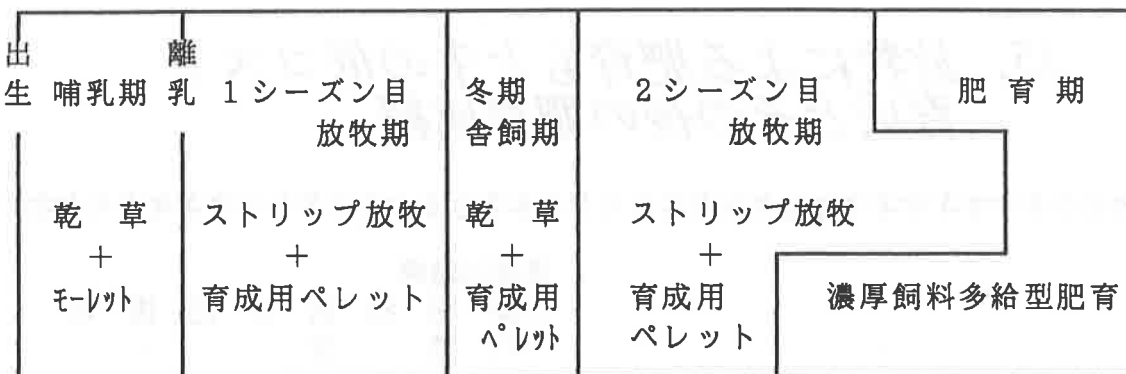 出生
哺乳期
離乳
1シーズン目
放牧期
冬期
舎飼期
2シーズン目
放牧期
肥育期
乾草
+
モーレット
ストリップ放牧
+
育成用ペレット
乾草
+
育成用
ペレット
ストリップ放牧
+
育成用
ペレット
濃厚飼料多給型肥育